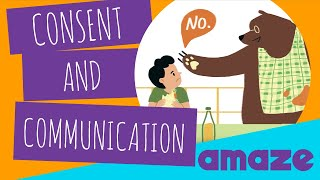 CONSENT
AND
COMMUNICATION
NO.
amaze